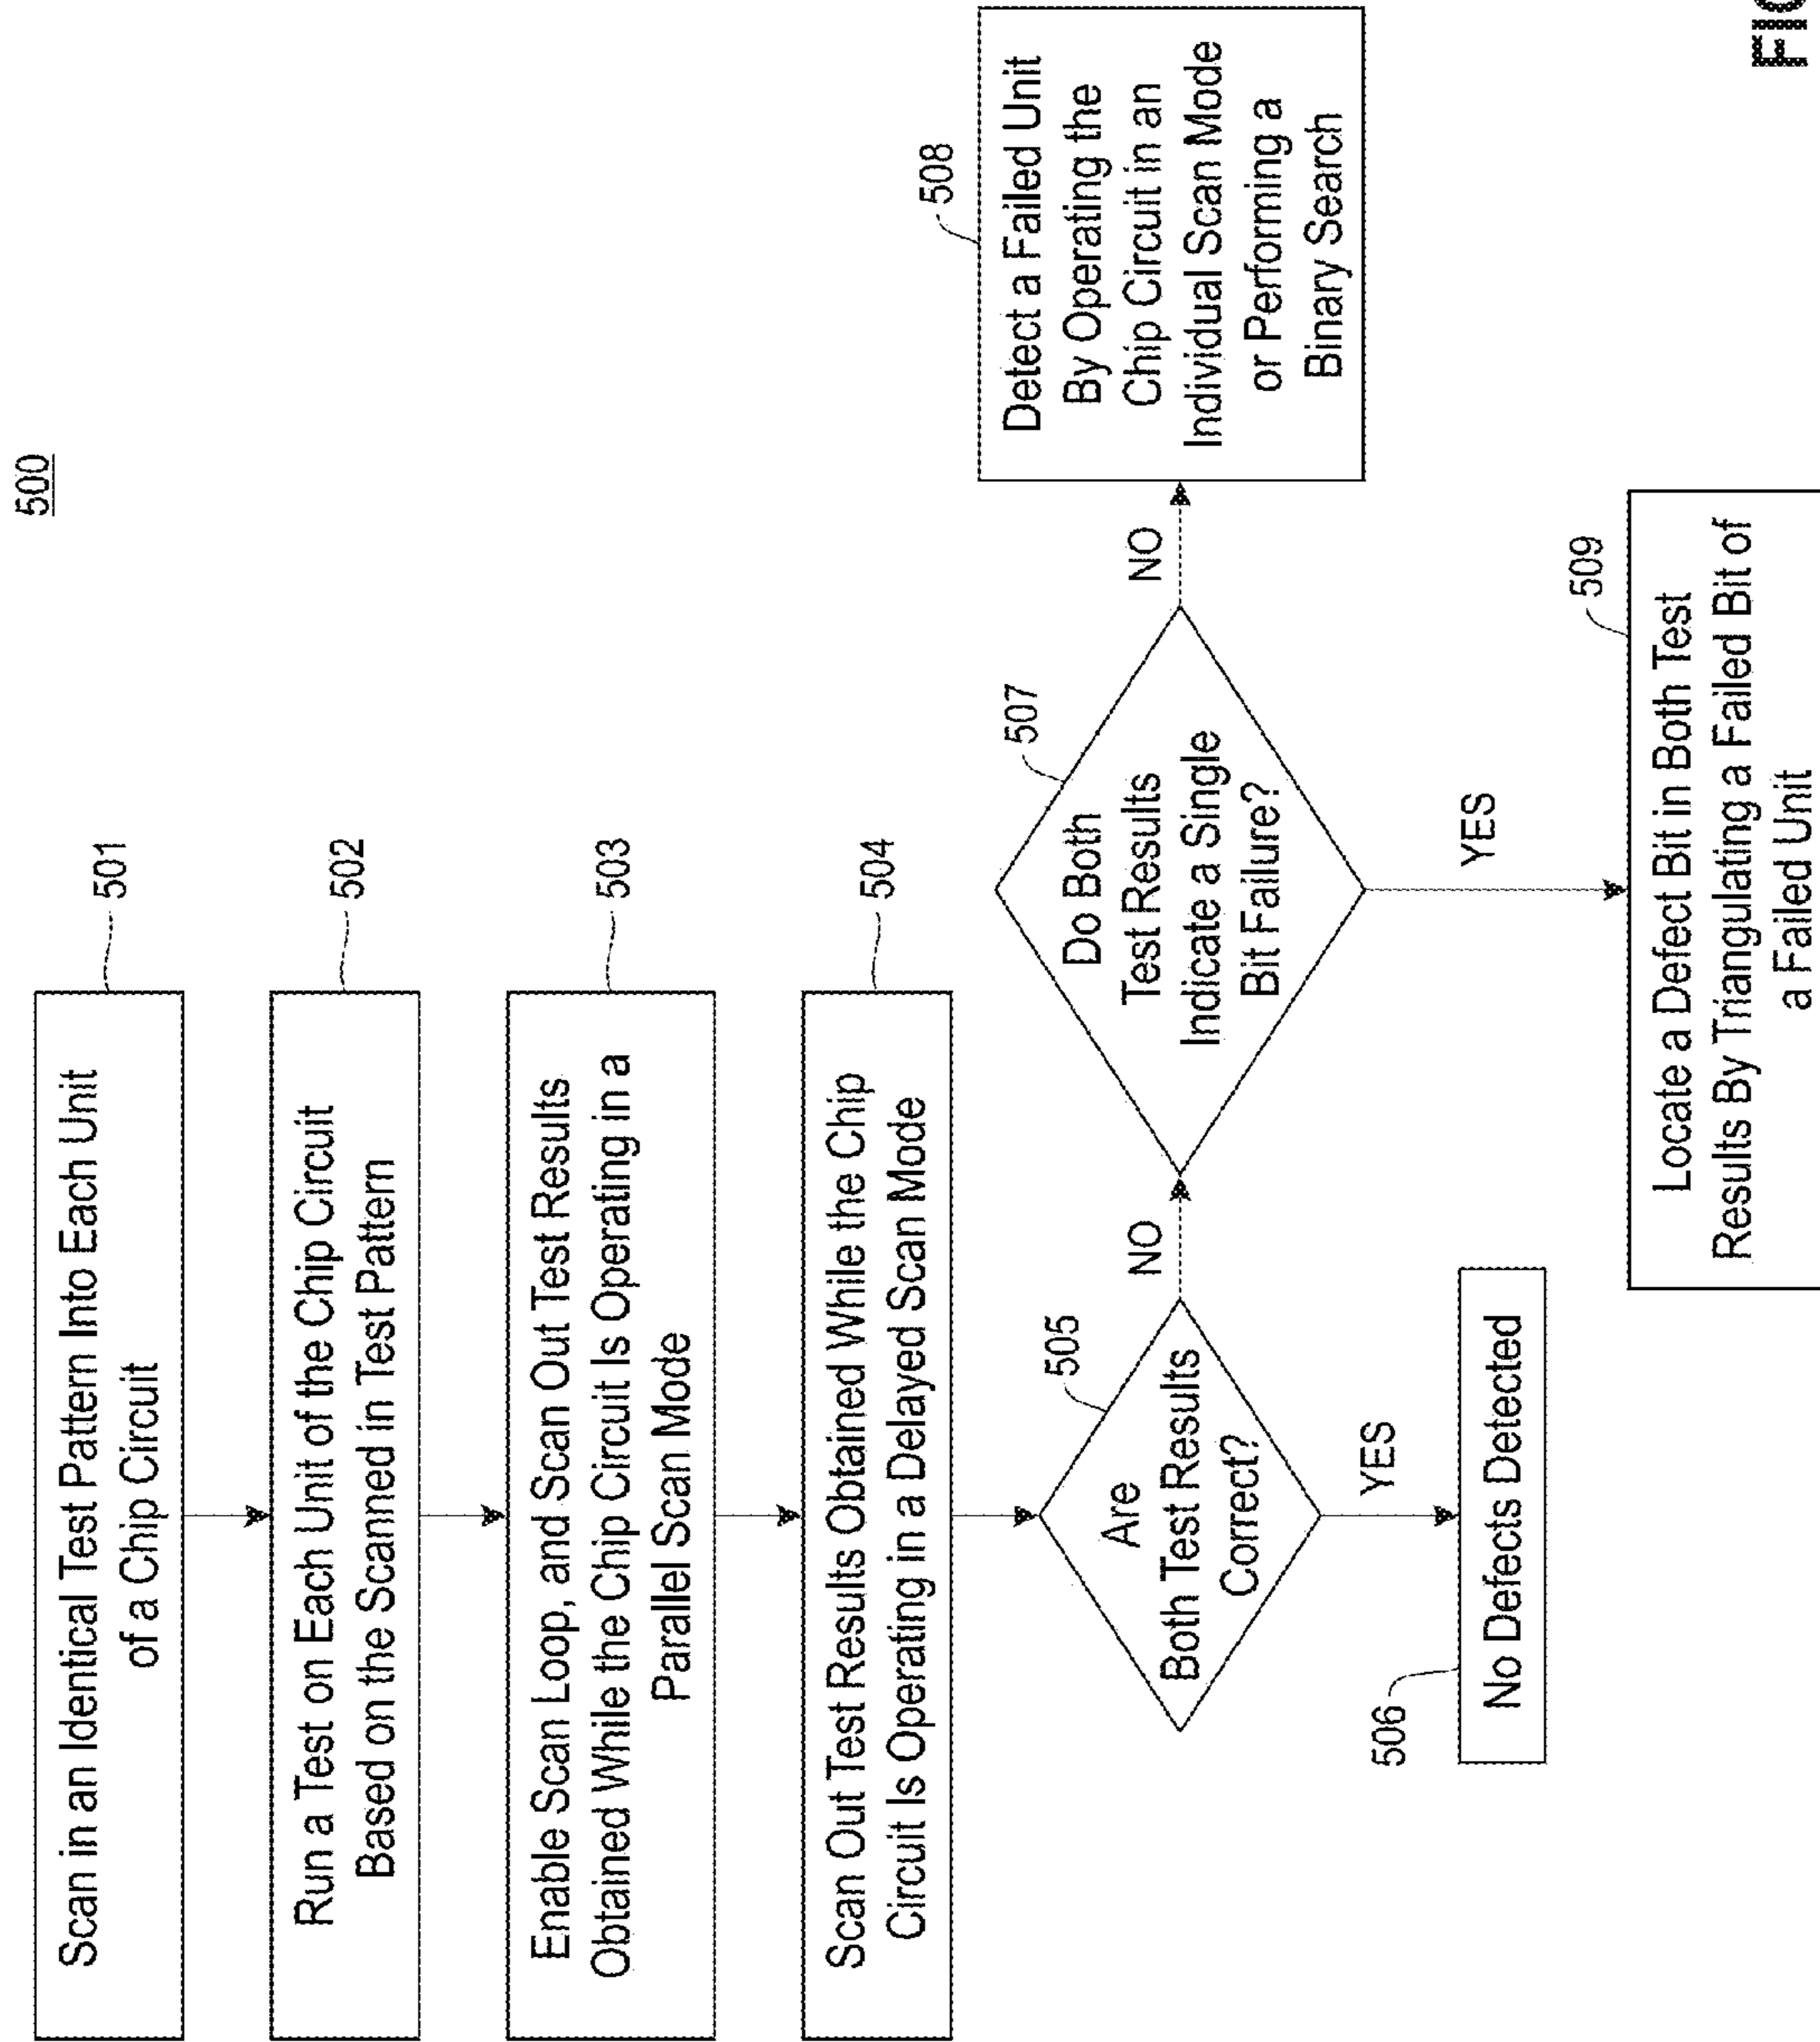 500
Scan in an Identical Test Pattern Into Each Unit
of a Chip Circuit
501
Run a Test on Each Unit of the Chip Circuit
Based on the Scanned in Test Pattern
502
Enable Scan Loop, and Scan Out Test Results
Obtained While the Chip Circuit Is Operating in a
Parallel Scan Mode
503
Scan Out Test Results Obtained While the Chip
Circuit Is Operating in a Delayed Scan Mode
504
Are
Both Test Results
Correct?
505
YES
NO
No Defects Detected
506
Do Both
Test Results
Indicate a Single
Bit Failure?
507
NO
YES
Detect a Failed Unit
By Operating the
Chip Circuit in an
Individual Scan Mode
or Performing a
Binary Search
508
Locate a Defect Bit in Both Test
Results By Triangulating a Failed Bit of
a Failed Unit
509